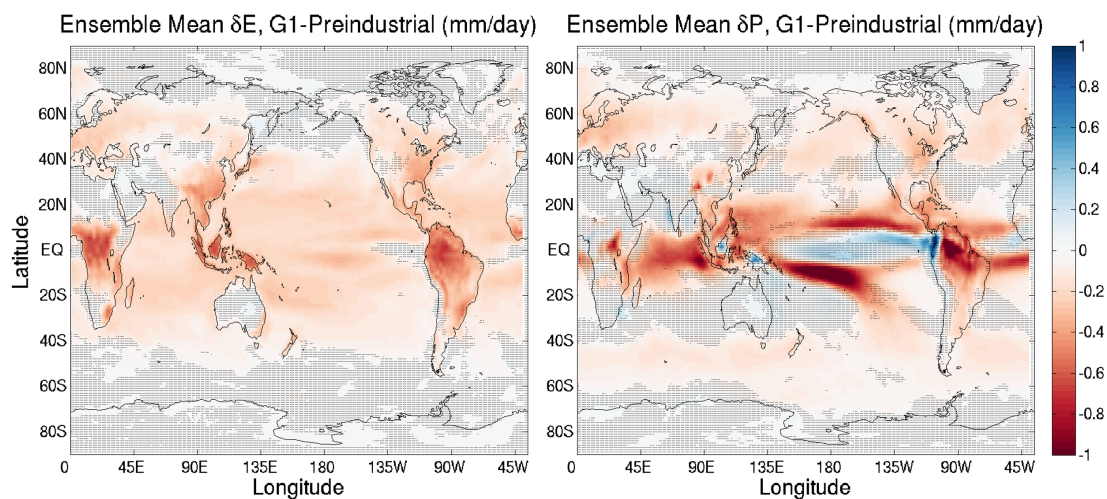 Ensemble Mean δE, G1-Preindustrial (mm/day)
Ensemble Mean δP, G1-Preindustrial (mm/day)
Latitude
80N
60N
40N
20N
EQ
20S
40S
60S
80S
0 45E 90E 135E 180 135W 90W 45W
Longitude
80N
60N
40N
20N
EQ
20S
40S
60S
80S
0 45E 90E 135E 180 135W 90W 45W
Longitude
1
0.8
0.6
0.4
0.2
0
-0.2
-0.4
-0.6
-0.8
-1